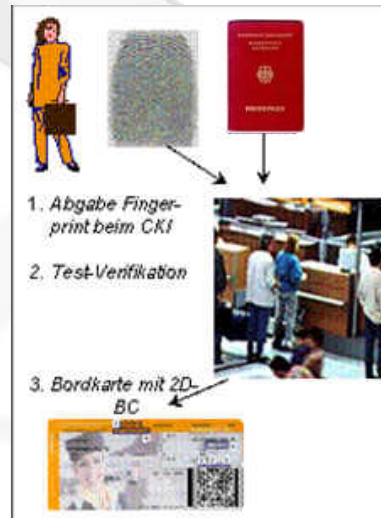 1. Abgabe Finger-
print beim CKI
2. Test-Verifikation
3. Bordkarte mit 2D-
BC